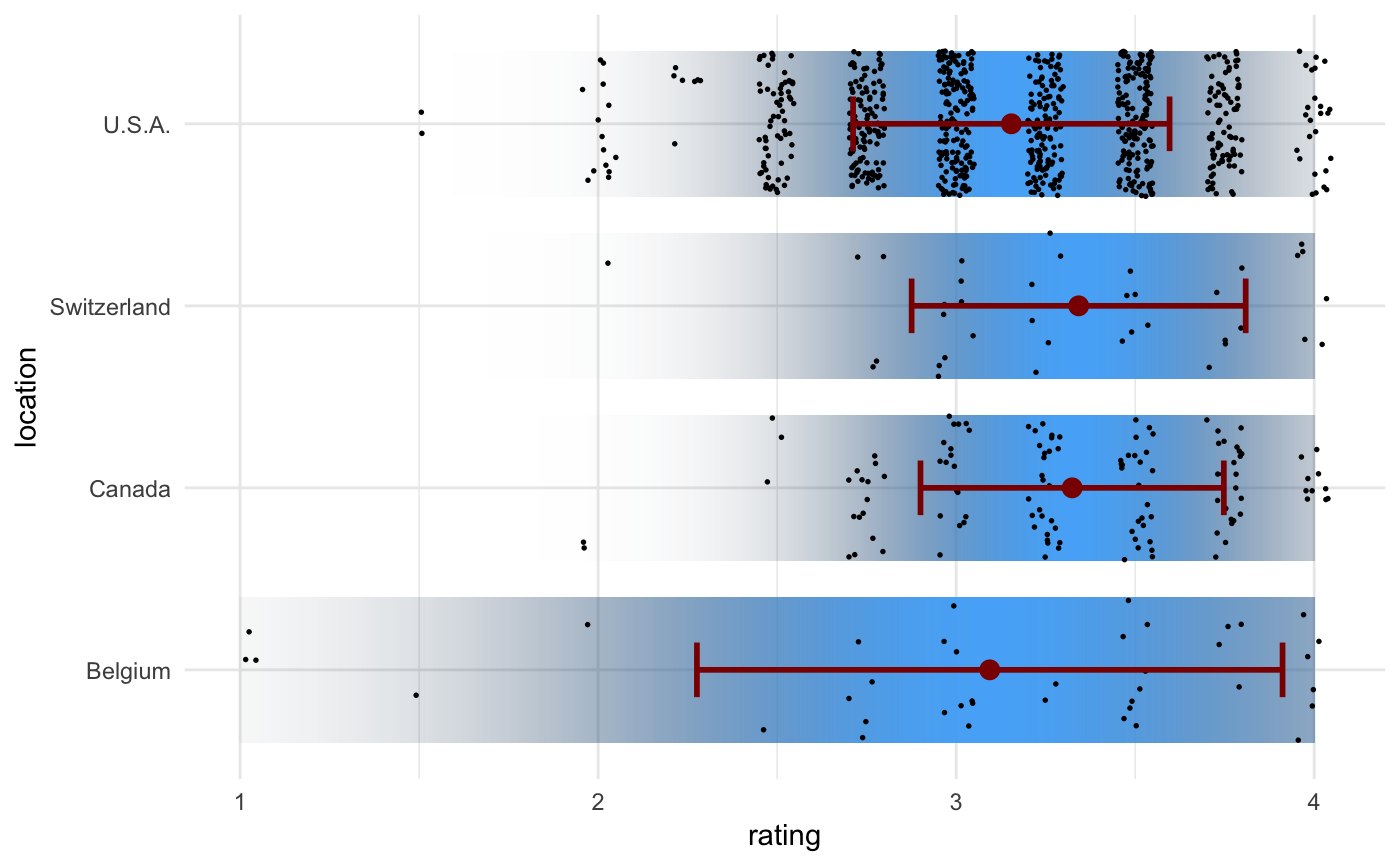 U.S.A.
Switzerland
Canada
Belgium
location
1 2 3 4
rating